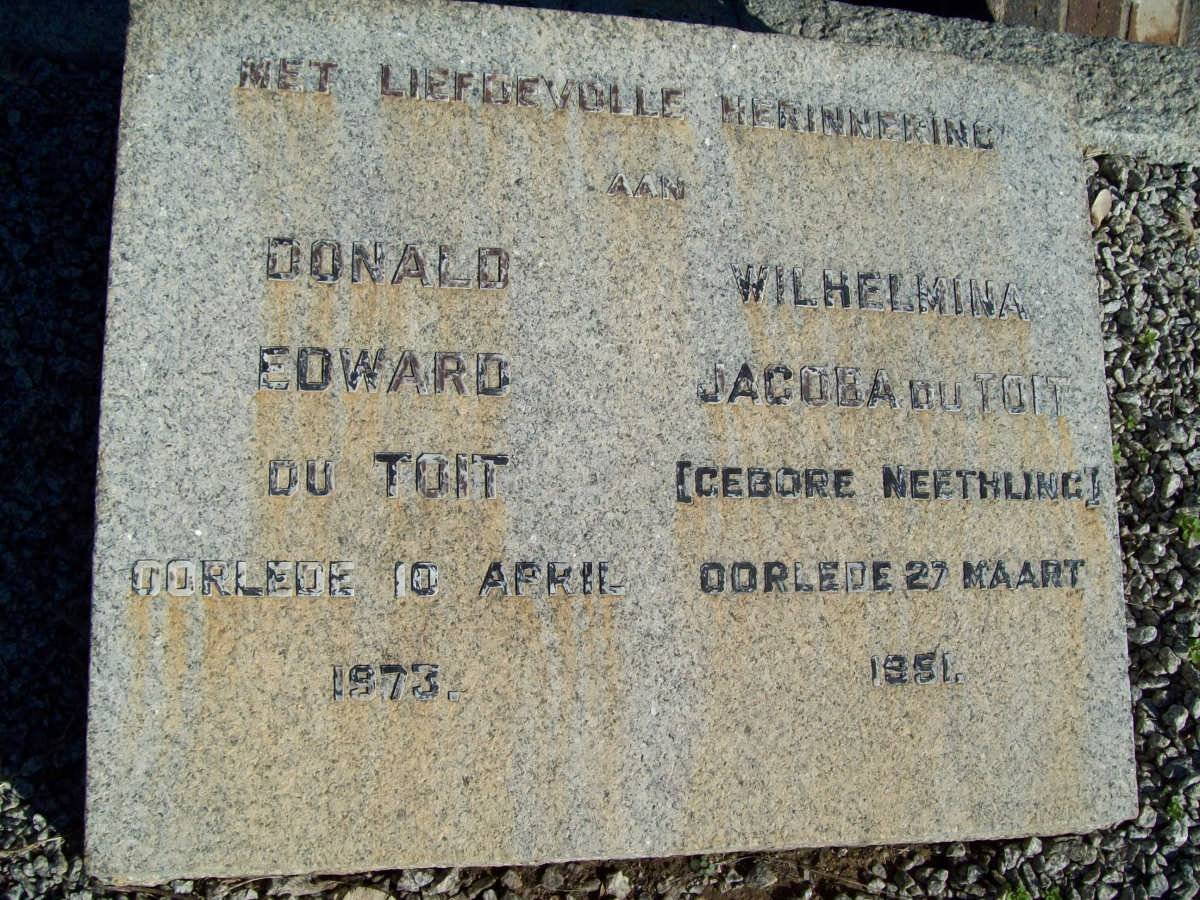 MET LIEFDEVOLLE HERINNERING
AAN
DONALD
EDWARD
DU TOIT
OORLEDE 10 APRIL
1973.
WILHELMINA
JACOBA DU TOIT
[GEBORE NEETHLING]
OORLEDE 27 MAART
1951.